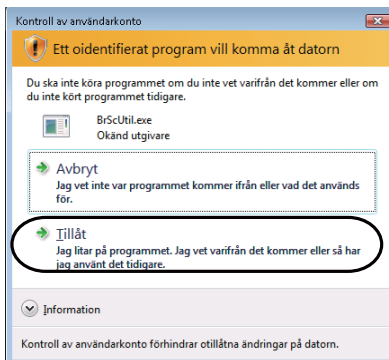 Kontroll av användarkonto
Ett oidentifierat program vill komma åt datorn
Du ska inte köra programmet om du inte vet varifrån det kommer eller om
du inte kört programmet tidigare.
BrScUtil.exe
Okänd utgivare
Avbryt
Jag vet inte var programmet kommer ifrån eller vad det används
för.
Tillåt
Jag litar på programmet. Jag vet varifrån det kommer eller så har
jag använt det tidigare.
Information
Kontroll av användarkonto förhindrar otillåtna ändringar på datorn.